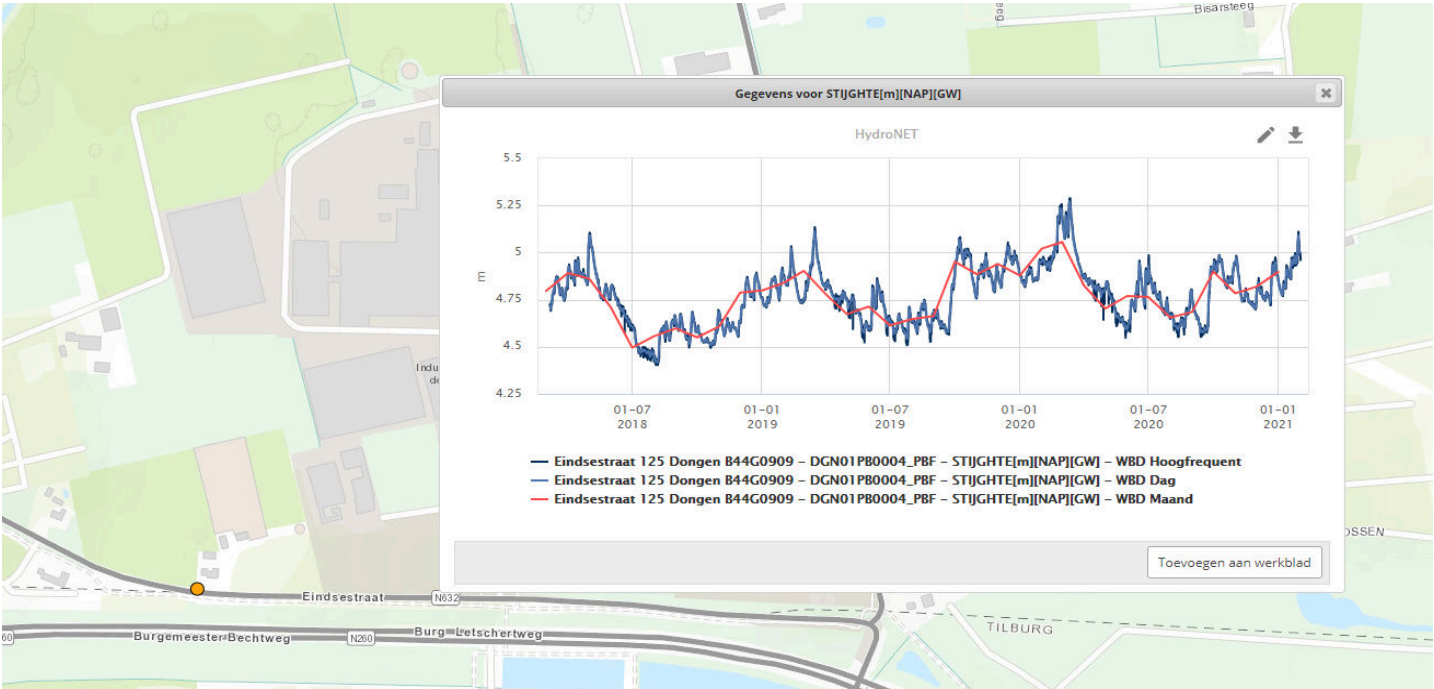 Bisarsteeg
Gegevens voor STIJGHTE[m][NAP][GW]
HydroNET
5.5
5.25
5
4.75
4.5
4.25
m
01-07
2018
01-01
2019
01-07
2019
01-01
2020
01-07
2020
01-01
2021
Eindsestraat 125 Dongen B44G0909 - DGN01PB0004_PBF - STIJGHTE[m][NAP][GW] - WBD Hoogfrequent
Eindsestraat 125 Dongen B44G0909 - DGN01PB0004_PBF - STIJGHTE[m][NAP][GW] - WBD Dag
Eindsestraat 125 Dongen B44G0909 - DGN01PB0004_PBF - STIJGHTE[m][NAP][GW] - WBD Maand
Toevoegen aan werkblad
Indu
de
OSSEN
Eindsestraat
N632
60
Burgemeester Bechtweg
N260
Burg Letschertweg
TILBURG